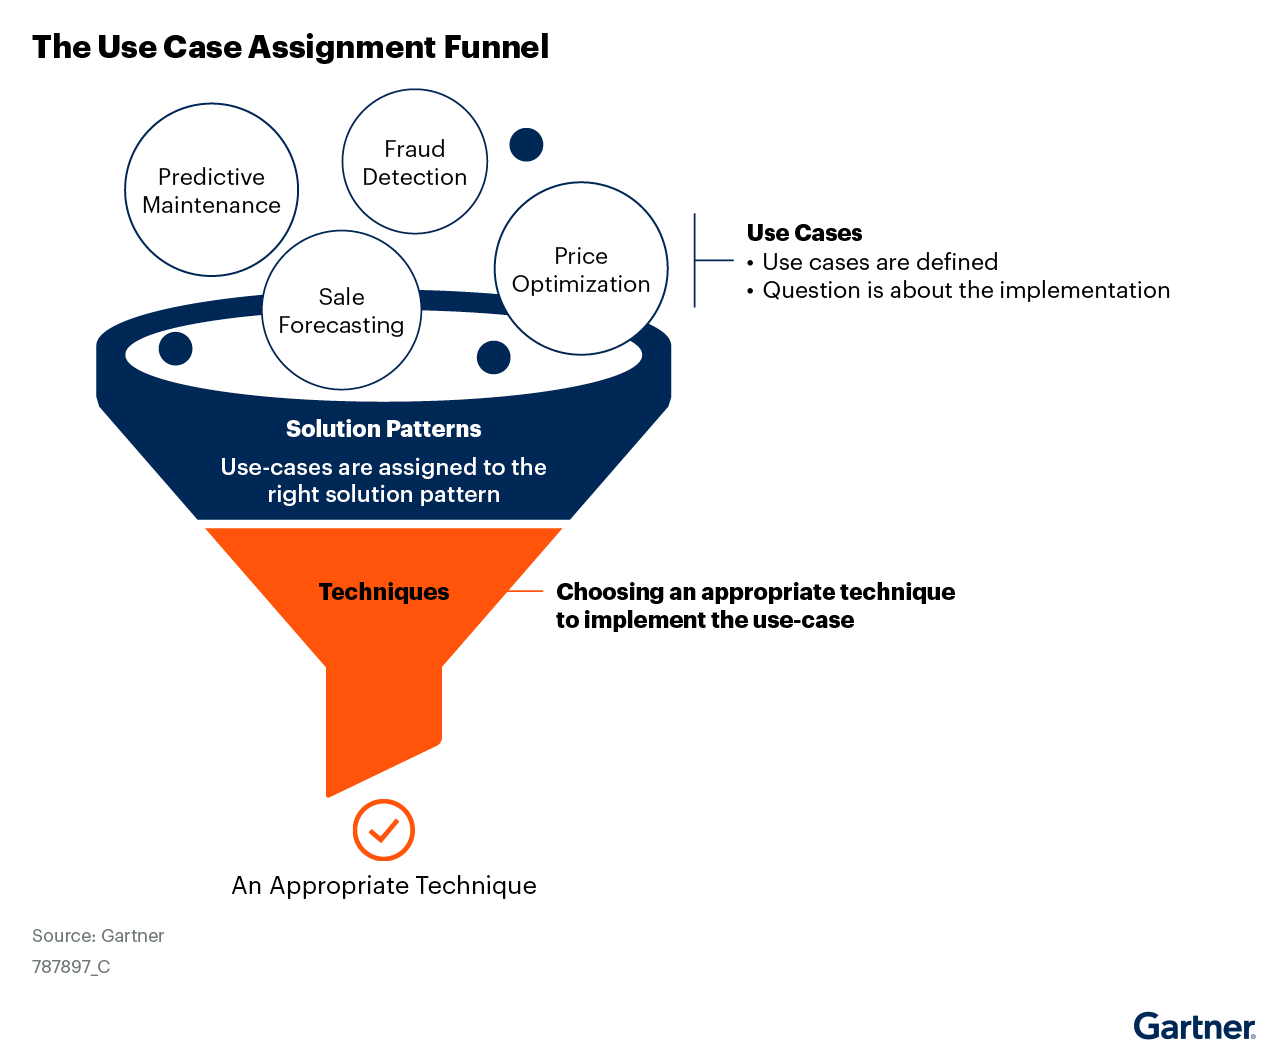 The Use Case Assignment Funnel
Fraud
Detection
Predictive
Maintenance
Price
Optimization
Sale
Forecasting
Use Cases
• Use cases are defined
• Question is about the implementation
Solution Patterns
Use-cases are assigned to the
right solution pattern
Techniques
Choosing an appropriate technique
to implement the use-case
An Appropriate Technique
Source: Gartner
787897_C
Gartner®